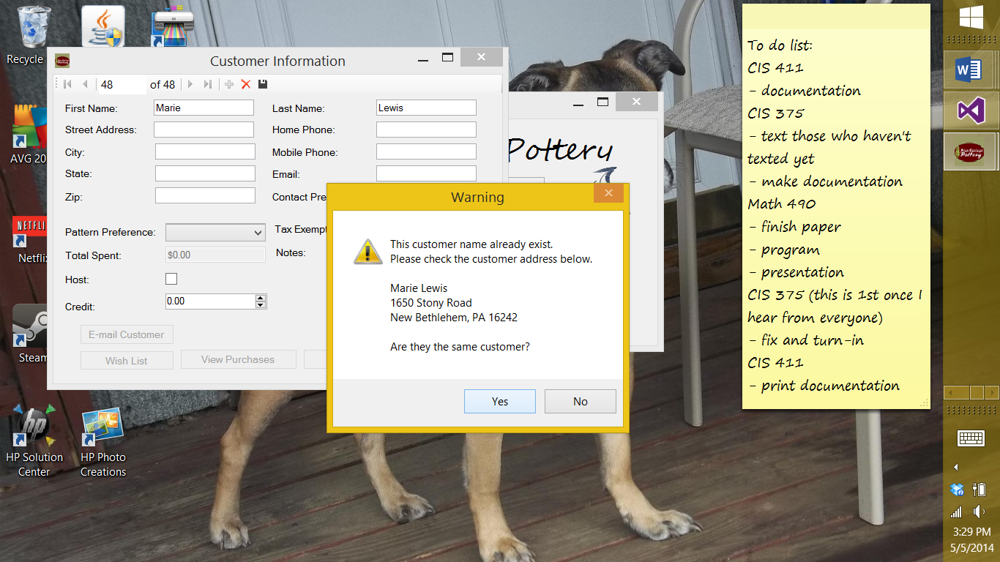 Recycle
AVG 20
Netflix
Steam
HP Solution
Center
HP Photo
Creations
Customer Information
48 of 48
First Name: Marie Last Name: Lewis
Street Address: Home Phone:
City: Mobile Phone:
State: Email:
Zip: Contact Pre
Pattern Preference: Tax Exempt
Total Spent: $0.00 Notes:
Host:
Credit: 0.00
E-mail Customer
Wish List View Purchases
Pottery
Warning
This customer name already exist.
Please check the customer address below.
Marie Lewis
1650 Stony Road
New Bethlehem, PA 16242
Are they the same customer?
Yes No
To do list:
CIS 411
- documentation
CIS 375
- text those who haven't
texted yet
- make documentation
Math 490
- finish paper
- program
- presentation
CIS 375 (this is 1st once I
hear from everyone)
- fix and turn-in
CIS 411
- print documentation
NETFLIX
hp
W
Pottery
3:29 PM
5/5/2014